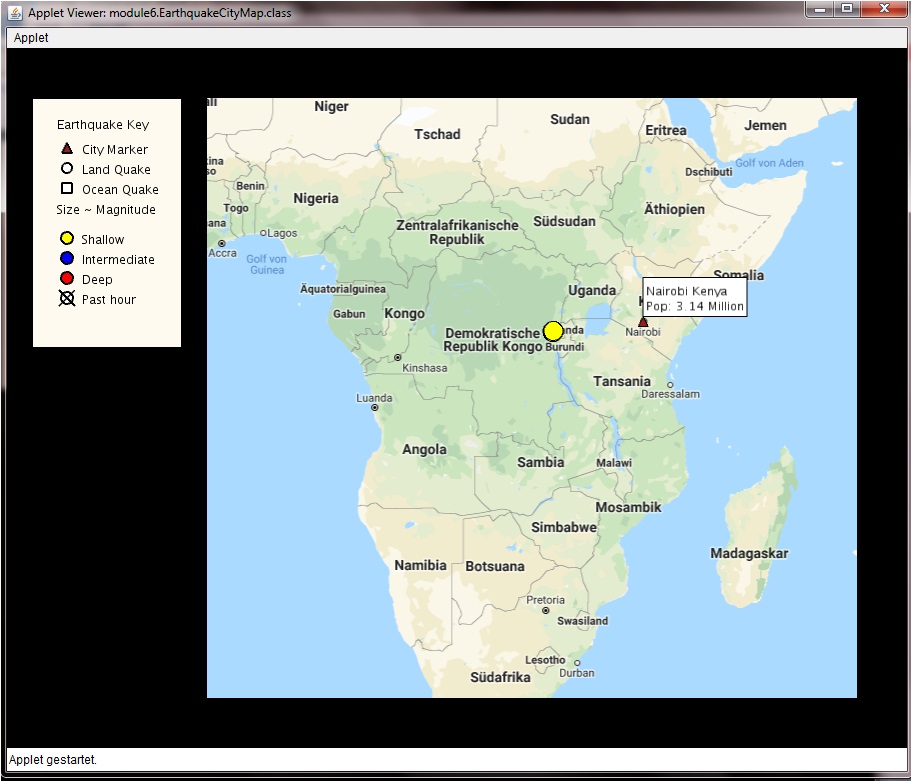 Applet Viewer: module6.EarthquakeCityMap.class
Applet
Earthquake Key
City Marker
Land Quake
Ocean Quake
Size ~ Magnitude
Shallow
Intermediate
Deep
Past hour
Niger
Tschad
Sudan
Eritrea
Jemen
Golf von Aden
Dschibuti
Benin
Togo
Nigeria
Lagos
Accra
Golf von
Guinea
Zentralafrikanische
Republik
Südsudan
Äthiopien
Somalia
Äquatorialguinea
Gabun
Kongo
Uganda
Nairobi Kenya
Pop: 3.14 Million
Nairobi
Demokratische
Republik Kongo
Burundi
Kinshasa
Luanda
Tansania
Daressalam
Angola
Sambia
Malawi
Mosambik
Simbabwe
Madagaskar
Namibia
Botsuana
Pretoria
Swasiland
Lesotho
Durban
Südafrika
Applet gestartet.